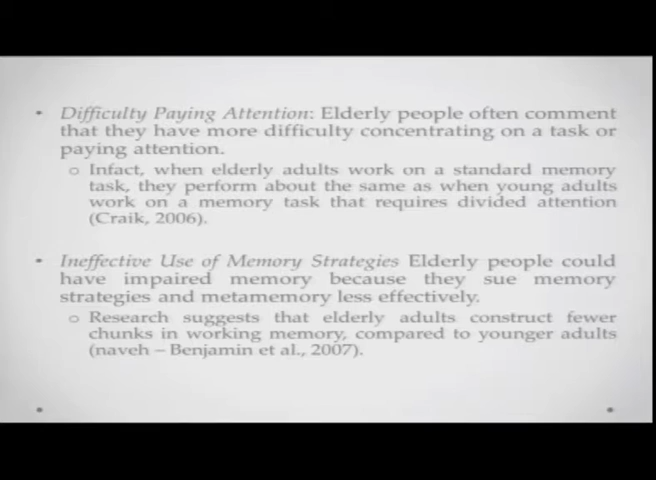 • Difficulty Paying Attention: Elderly people often comment
that they have more difficulty concentrating on a task or
paying attention.
o Infact, when elderly adults work on a standard memory
task, they perform about the same as when young adults
work on a memory task that requires divided attention
(Craik, 2006).
• Ineffective Use of Memory Strategies Elderly people could
have impaired memory because they sue memory
strategies and metamemory less effectively.
o Research suggests that elderly adults construct fewer
chunks in working memory, compared to younger adults
(naveh – Benjamin et al., 2007).